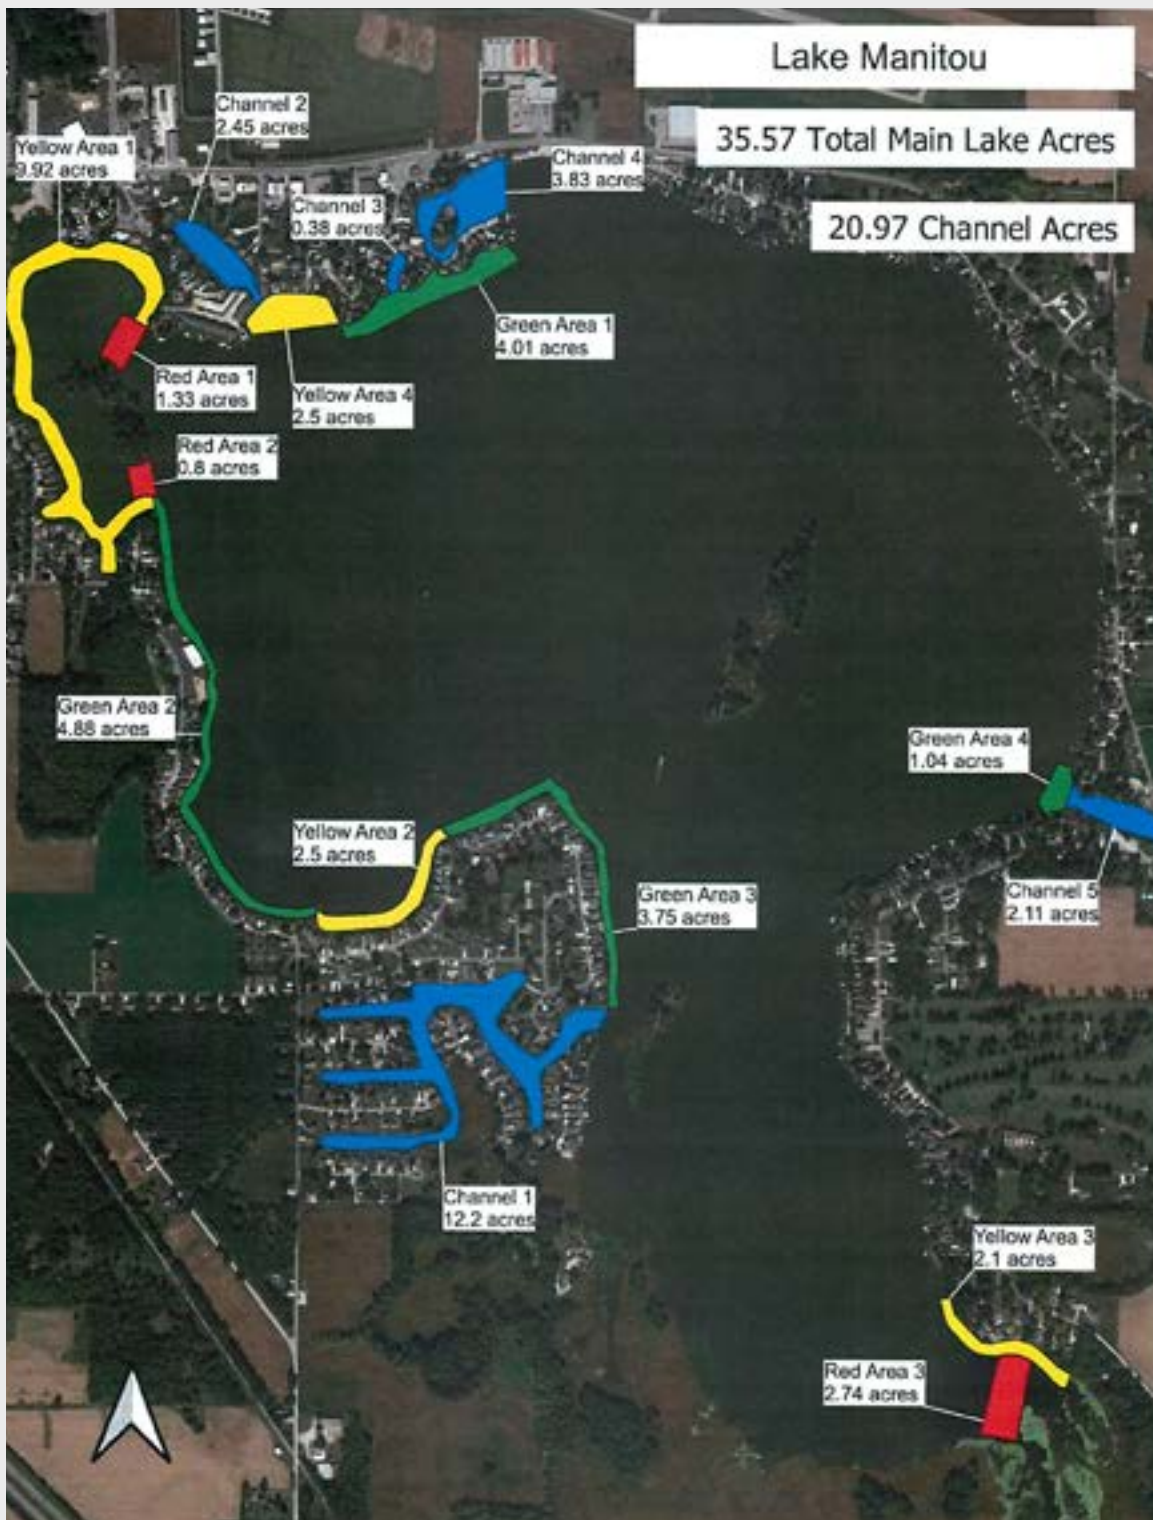 Lake Manitou
35.57 Total Main Lake Acres
20.97 Channel Acres
Channel 2
2.45 acres
Yellow Area 1
9.92 acres
Channel 4
3.83 acres
Channel 3
0.38 acres
Green Area 1
4.01 acres
Red Area 1
1.33 acres
Yellow Area 4
2.5 acres
Red Area 2
0.8 acres
Green Area 2
4.88 acres
Green Area 4
1.04 acres
Yellow Area 2
2.5 acres
Green Area 3
3.75 acres
Channel 5
2.11 acres
Channel 1
12.2 acres
Yellow Area 3
2.1 acres
Red Area 3
2.74 acres